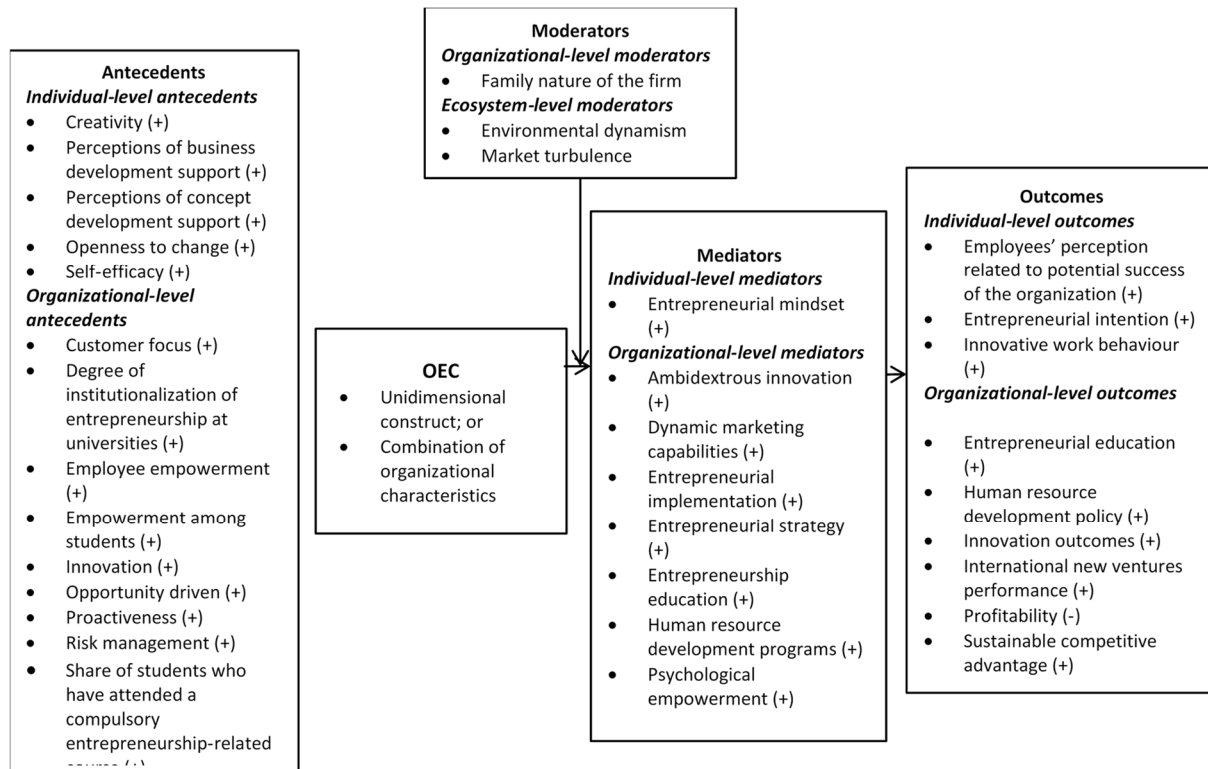 Antecedents
Individual-level antecedents
• Creativity (+)
• Perceptions of business
development support (+)
• Perceptions of concept
development support (+)
• Openness to change (+)
• Self-efficacy (+)
Organizational-level
antecedents
• Customer focus (+)
• Degree of
institutionalization of
entrepreneurship at
universities (+)
• Employee empowerment
(+)
• Empowerment among
students (+)
• Innovation (+)
• Opportunity driven (+)
• Proactiveness (+)
• Risk management (+)
• Share of students who
have attended a
compulsory
entrepreneurship-related
course (+)
OEC
• Unidimensional
construct; or
• Combination of
organizational
characteristics
Moderators
Organizational-level moderators
• Family nature of the firm
Ecosystem-level moderators
• Environmental dynamism
• Market turbulence
Mediators
Individual-level mediators
• Entrepreneurial mindset
(+)
Organizational-level mediators
• Ambidextrous innovation
(+)
• Dynamic marketing
capabilities (+)
• Entrepreneurial
implementation (+)
• Entrepreneurial strategy
(+)
• Entrepreneurship
education (+)
• Human resource
development programs (+)
• Psychological
empowerment (+)
Outcomes
Individual-level outcomes
• Employees’ perception
related to potential success
of the organization (+)
• Entrepreneurial intention (+)
• Innovative work behaviour
(+)
Organizational-level outcomes
• Entrepreneurial education
(+)
• Human resource
development policy (+)
• Innovation outcomes (+)
• International new ventures
performance (+)
• Profitability (-)
• Sustainable competitive
advantage (+)